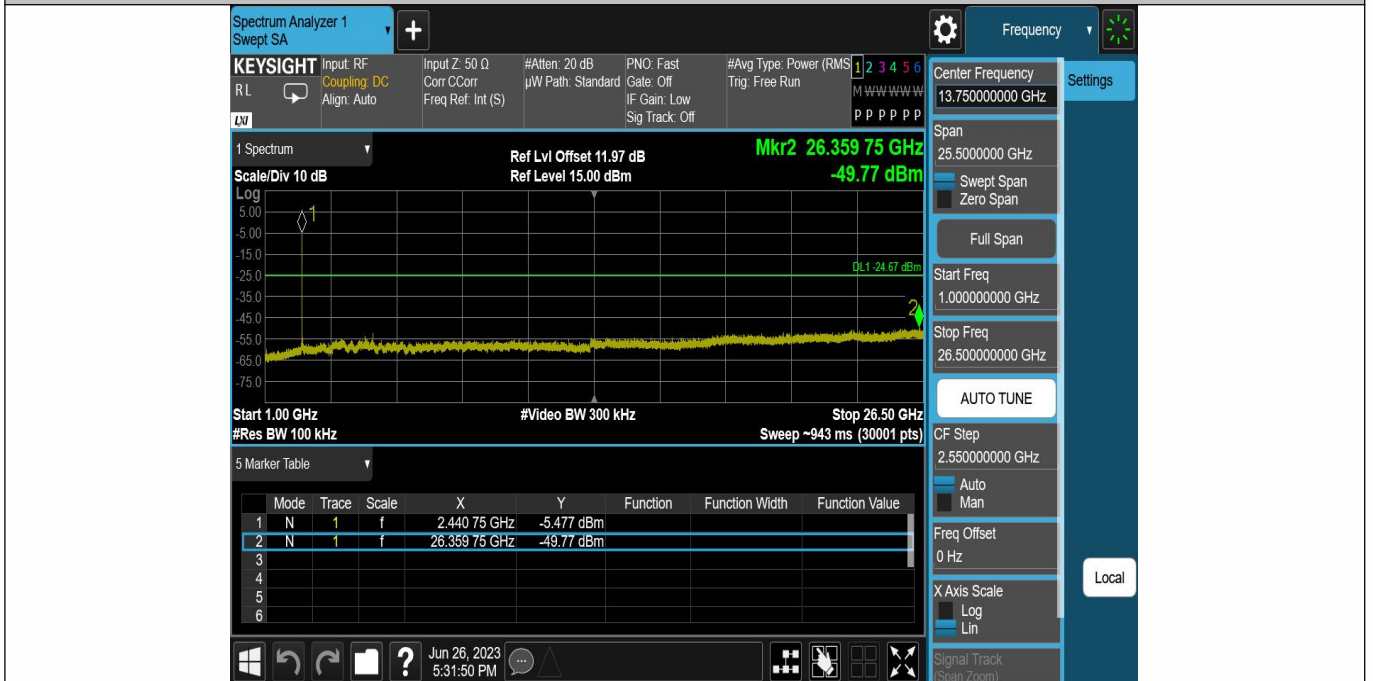 Spectrum Analyzer 1
Swept SA
+
Frequency
KEYSIGHT
RL
LXI
Input: RF
Coupling: DC
Align: Auto
Input Z: 50 Ω
Corr CCorr
Freq Ref: Int (S)
#Atten: 20 dB
µW Path: Standard
PNO: Fast
Gate: Off
IF Gain: Low
Sig Track: Off
#Avg Type: Power (RMS
Trig: Free Run
1 2 3 4 5 6
M W W W W W
P P P P P P
1 Spectrum
Scale/Div 10 dB
Ref Lvl Offset 11.97 dB
Ref Level 15.00 dBm
Mkr2 26.359 75 GHz
-49.77 dBm
Log
5.00
-5.00
-15.0
-25.0
-35.0
-45.0
-55.0
-65.0
-75.0
1
DL1 -24.67 dBm
2
Start 1.00 GHz
#Video BW 300 kHz
Stop 26.50 GHz
#Res BW 100 kHz
Sweep ~943 ms (30001 pts)
5 Marker Table
Mode Trace Scale X Y Function Function Width Function Value
1 N 1 f 2.440 75 GHz -5.477 dBm
2 N 1 f 26.359 75 GHz -49.77 dBm
3
4
5
6
?
Jun 26, 2023
5:31:50 PM
Center Frequency
13.750000000 GHz
Settings
Span
25.5000000 GHz
Swept Span
Zero Span
Full Span
Start Freq
1.000000000 GHz
Stop Freq
26.500000000 GHz
AUTO TUNE
CF Step
2.550000000 GHz
Auto
Man
Freq Offset
0 Hz
X Axis Scale
Log
Lin
Local
Signal Track
(Span Zoom)